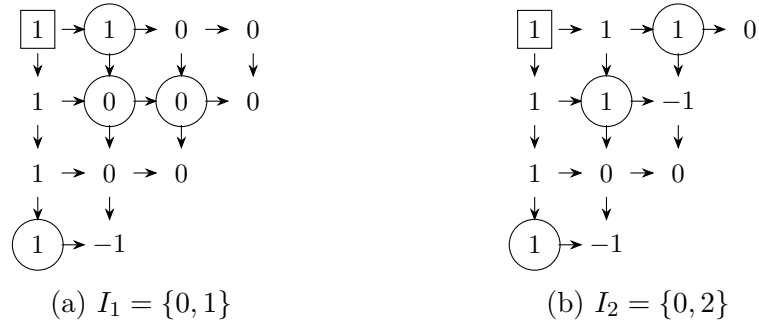 1 1 0 0 1 1 1 0
1 0 0 0 1 1 −1
1 0 0 1 0 0
1 −1 1 −1
(a) I₁ = {0, 1} (b) I₂ = {0, 2}